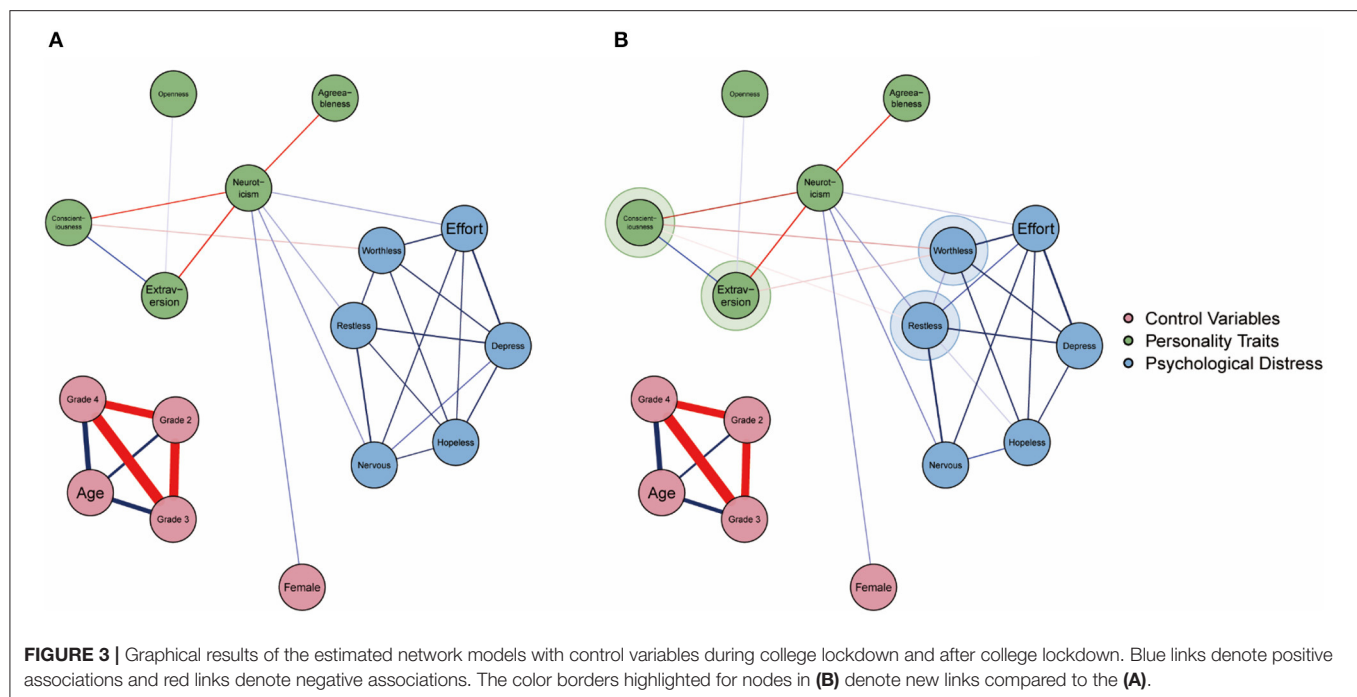 A
B
Openness
Agreea-
bleness
Neurot-
icism
Conscient-
iousness
Extrav-
ersion
Effort
Worthless
Restless
Depress
Hopeless
Nervous
Grade 4
Grade 2
Age
Grade 3
Female
Openness
Agreea-
bleness
Neurot-
icism
Conscient-
iousness
Extrav-
ersion
Effort
Worthless
Restless
Depress
Hopeless
Nervous
Grade 4
Grade 2
Age
Grade 3
Female
Control Variables
Personality Traits
Psychological Distress
FIGURE 3 | Graphical results of the estimated network models with control variables during college lockdown and after college lockdown. Blue links denote positive
associations and red links denote negative associations. The color borders highlighted for nodes in (B) denote new links compared to the (A).